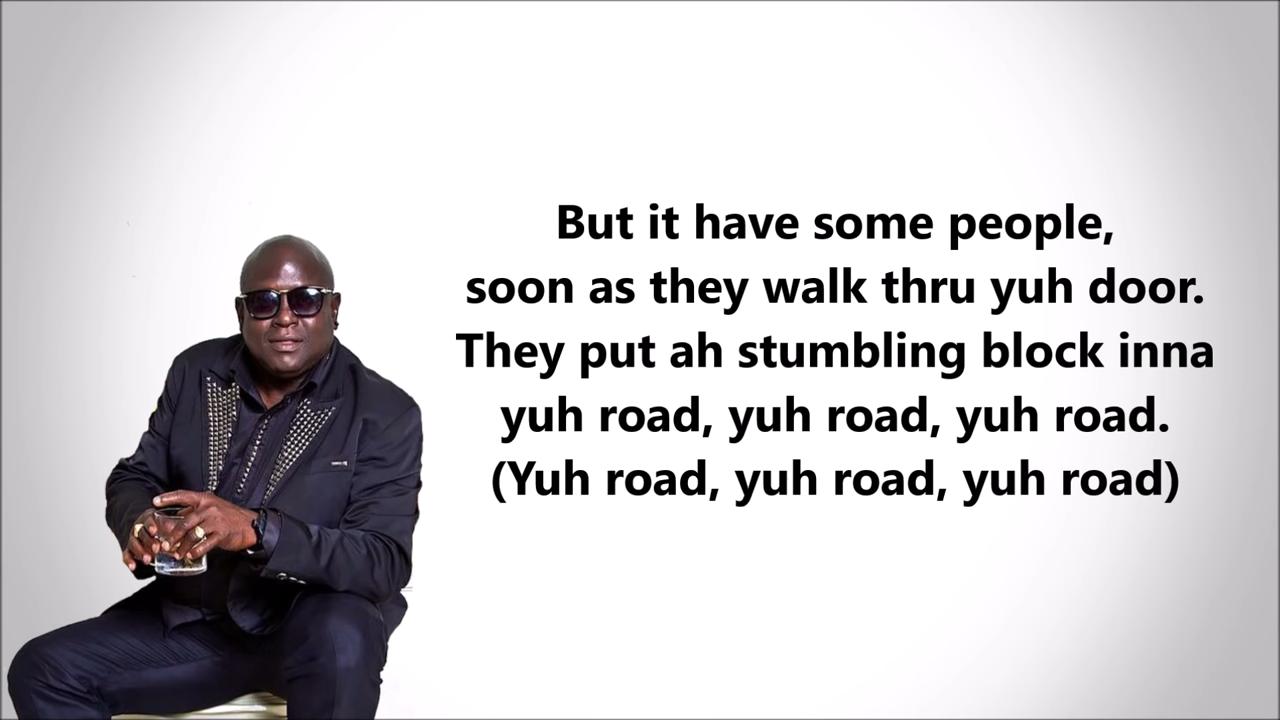 But it have some people,
soon as they walk thru yuh door.
They put ah stumbling block inna
yuh road, yuh road, yuh road.
(Yuh road, yuh road, yuh road)